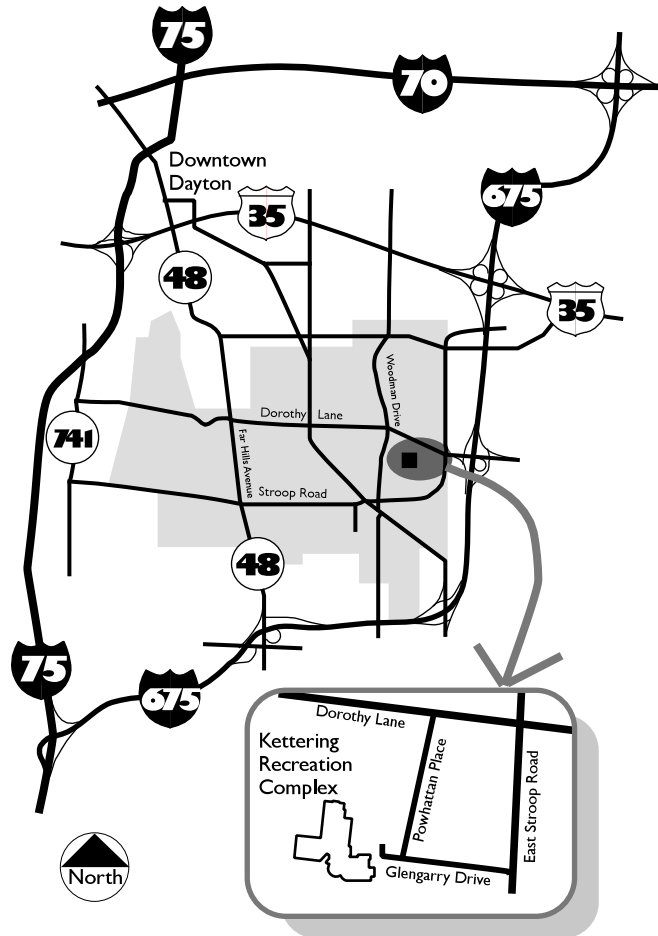 75
70
Downtown
Dayton
675
35
48
35
Woodman Drive
Dorothy Lane
741
Far Hills Avenue
Stroop Road
48
75
675
Dorothy Lane
Kettering
Recreation
Complex
Powhattan Place
East Stroop Road
Glengarry Drive
North